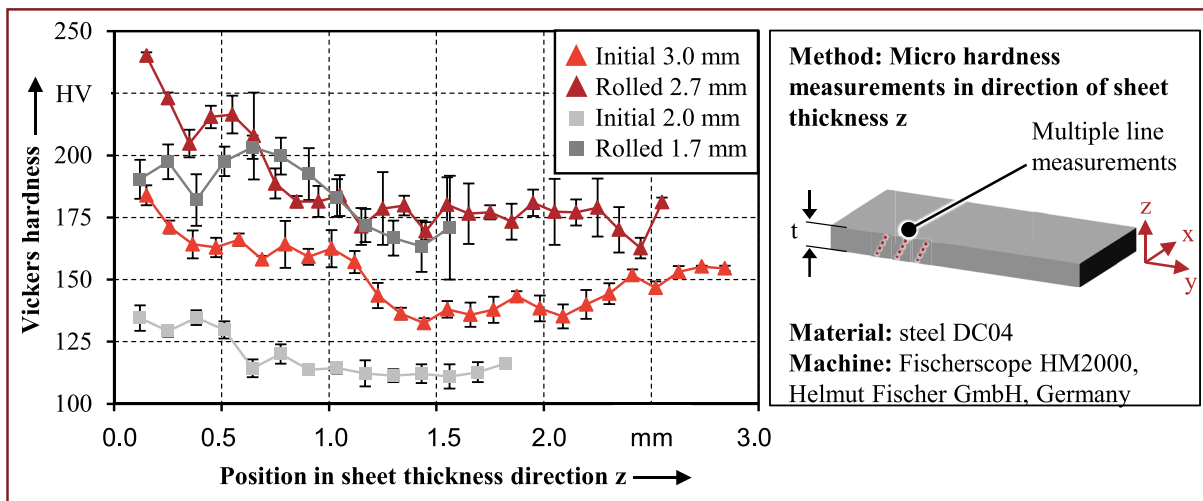 250
HV
200
175
150
125
100
Vickers hardness
0.0 0.5 1.0 1.5 2.0 mm 3.0
Position in sheet thickness direction z
Initial 3.0 mm
Rolled 2.7 mm
Initial 2.0 mm
Rolled 1.7 mm
Method: Micro hardness
measurements in direction of sheet
thickness z
Multiple line
measurements
t
z
x
y
Material: steel DC04
Machine: Fischerscope HM2000,
Helmut Fischer GmbH, Germany